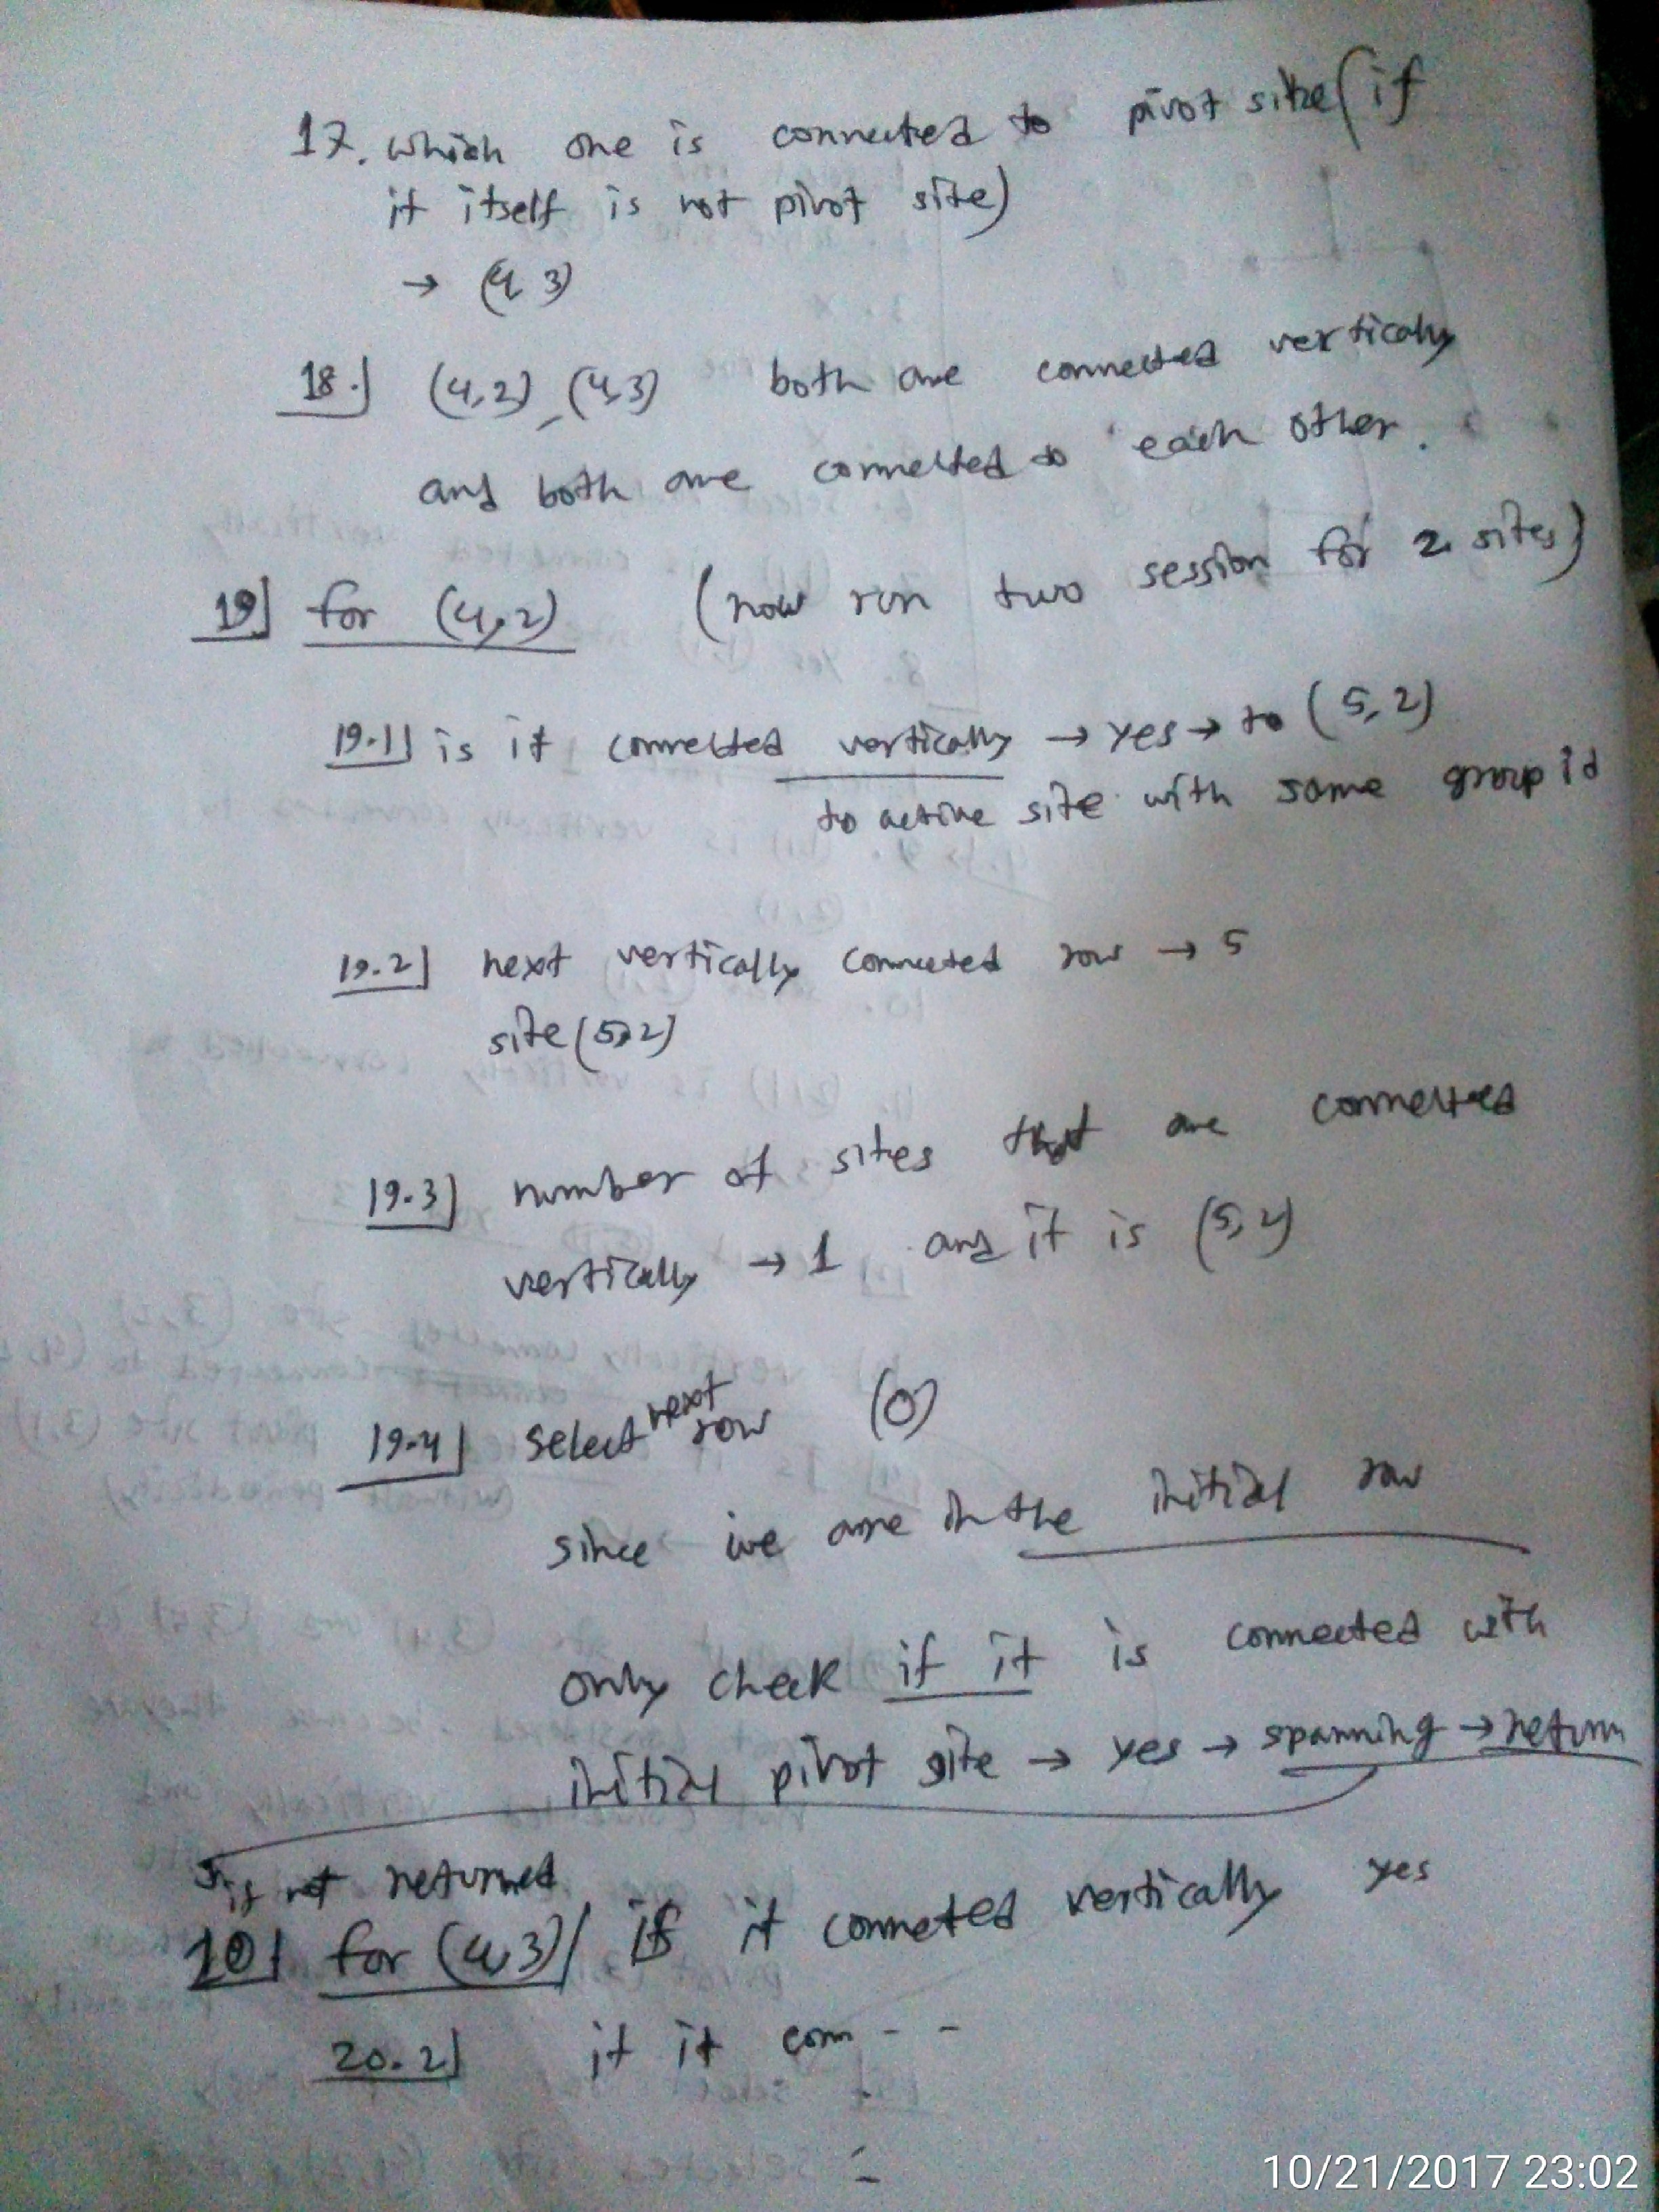 17. which one is connected to pivot site (if
it itself is not pivot site)
→ (4, 3)
18.] (4,2), (4,3) both are connected vertically
and both are connected to each other.
19] for (4,2) (now run two session for 2 sites)
19.1] is it connected vertically → yes → to (5,2)
to active site with same group id
19.2] next vertically connected row → 5
site (5,2)
19.3] number of sites that are connected
vertically → 1 and it is (5,2)
19.4] select next row (0)
since we are in the initial row
only check if it is connected with
initial pivot site → yes → spanning → return
if not returned
for (4,3) / if it conneted vertically yes
20.2] if it conn - -
10/21/2017 23:02